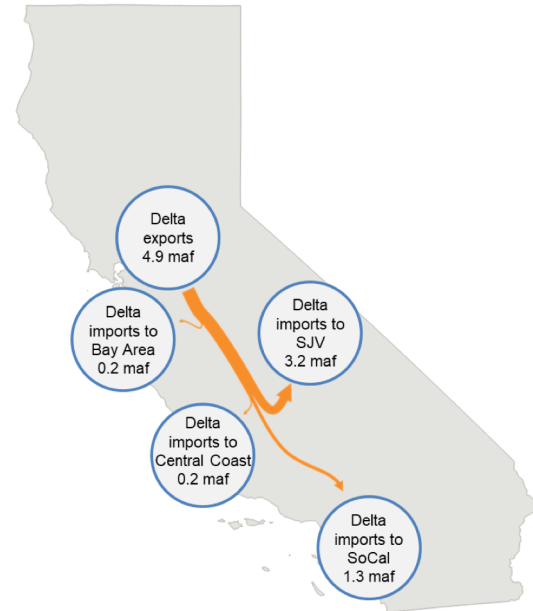 Delta
exports
4.9 maf
Delta
imports to
Bay Area
0.2 maf
Delta
imports to
SJV
3.2 maf
Delta
imports to
Central Coast
0.2 maf
Delta
imports to
SoCal
1.3 maf